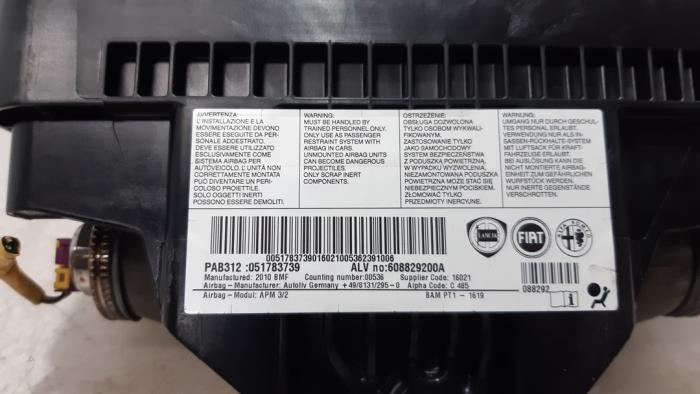 AVVERTENZA:
L'INSTALLAZIONE E LA
MOVIMENTAZIONE DEVONO
ESSERE ESEGUITE DA PER-
SONALE ADDESTRATO.
DEVE ESSERE UTILIZZATO
ESCLUSIVAMENTE COME
SISTEMA AIRBAG PER
AUTOVEICOLO. L'UNITÀ NON
CORRETTAMENTE MONTATA
PUÒ DIVENTARE UN PERI-
COLOSO PROIETTILE.
SOLO OGGETTI INERTI
POSSONO ESSERE DEMOLITI.
WARNING:
MUST BE HANDLED BY
TRAINED PERSONNEL ONLY.
ONLY USE AS PASSENGER
RESTRAINT SYSTEM WITH
AIRBAG IN CARS.
UNMOUNTED AIRBAG UNITS
CAN BECOME DANGEROUS
PROJECTILES.
ONLY SCRAP INERT
COMPONENTS.
OSTRZEŻENIE:
OBSŁUGA DOZWOLONA
TYLKO OSOBOM WYKWALI-
FIKOWANYM.
ZASTOSOWANIE TYLKO
JAKO SAMOCHODOWY
SYSTEM BEZPIECZEŃSTWA
Z PODUSZKĄ POWIETRZNĄ,
W WYPADKU WYZWOLENIA,
NIEZAMONTOWANA PODUSZKA
POWIETRZNA MOŻE STAĆ SIĘ
NIEBEZPIECZNYM POCISKIEM.
ZŁOMOWAĆ TYLKO
PRZEDMIOTY INERCYJNE.
WARNUNG:
UMGANG NUR DURCH GESCHUL-
TES PERSONAL ERLAUBT.
VERWENDUNG NUR ALS IN-
SASSEN-RÜCKHALTE-SYSTEM
MIT LUFTSACK FÜR KRAFT-
FAHRZEUGE ERLAUBT.
BEI AUSLÖSUNG KANN DIE
NICHT MONTIERTE AIRBAG-
EINHEIT ZUM GEFÄHRLICHEN
WURFSTÜCK WERDEN.
NUR INERTE GEGENSTÄNDE
VERSCHROTTEN.
0051783739016021005362391006
PAB312 :051783739 ALV no:608829200A
Manufactured: 2010 BMF Counting number:00536 Supplier Code: 16021
Airbag - Manufacturer: Autoliv Germany +49/8131/295-0 Alpha Code: C 485
Airbag - Modul: APM 3/2 BAM PT1 - 1619
LANCIA
FIAT
ALFA ROMEO
088292
i